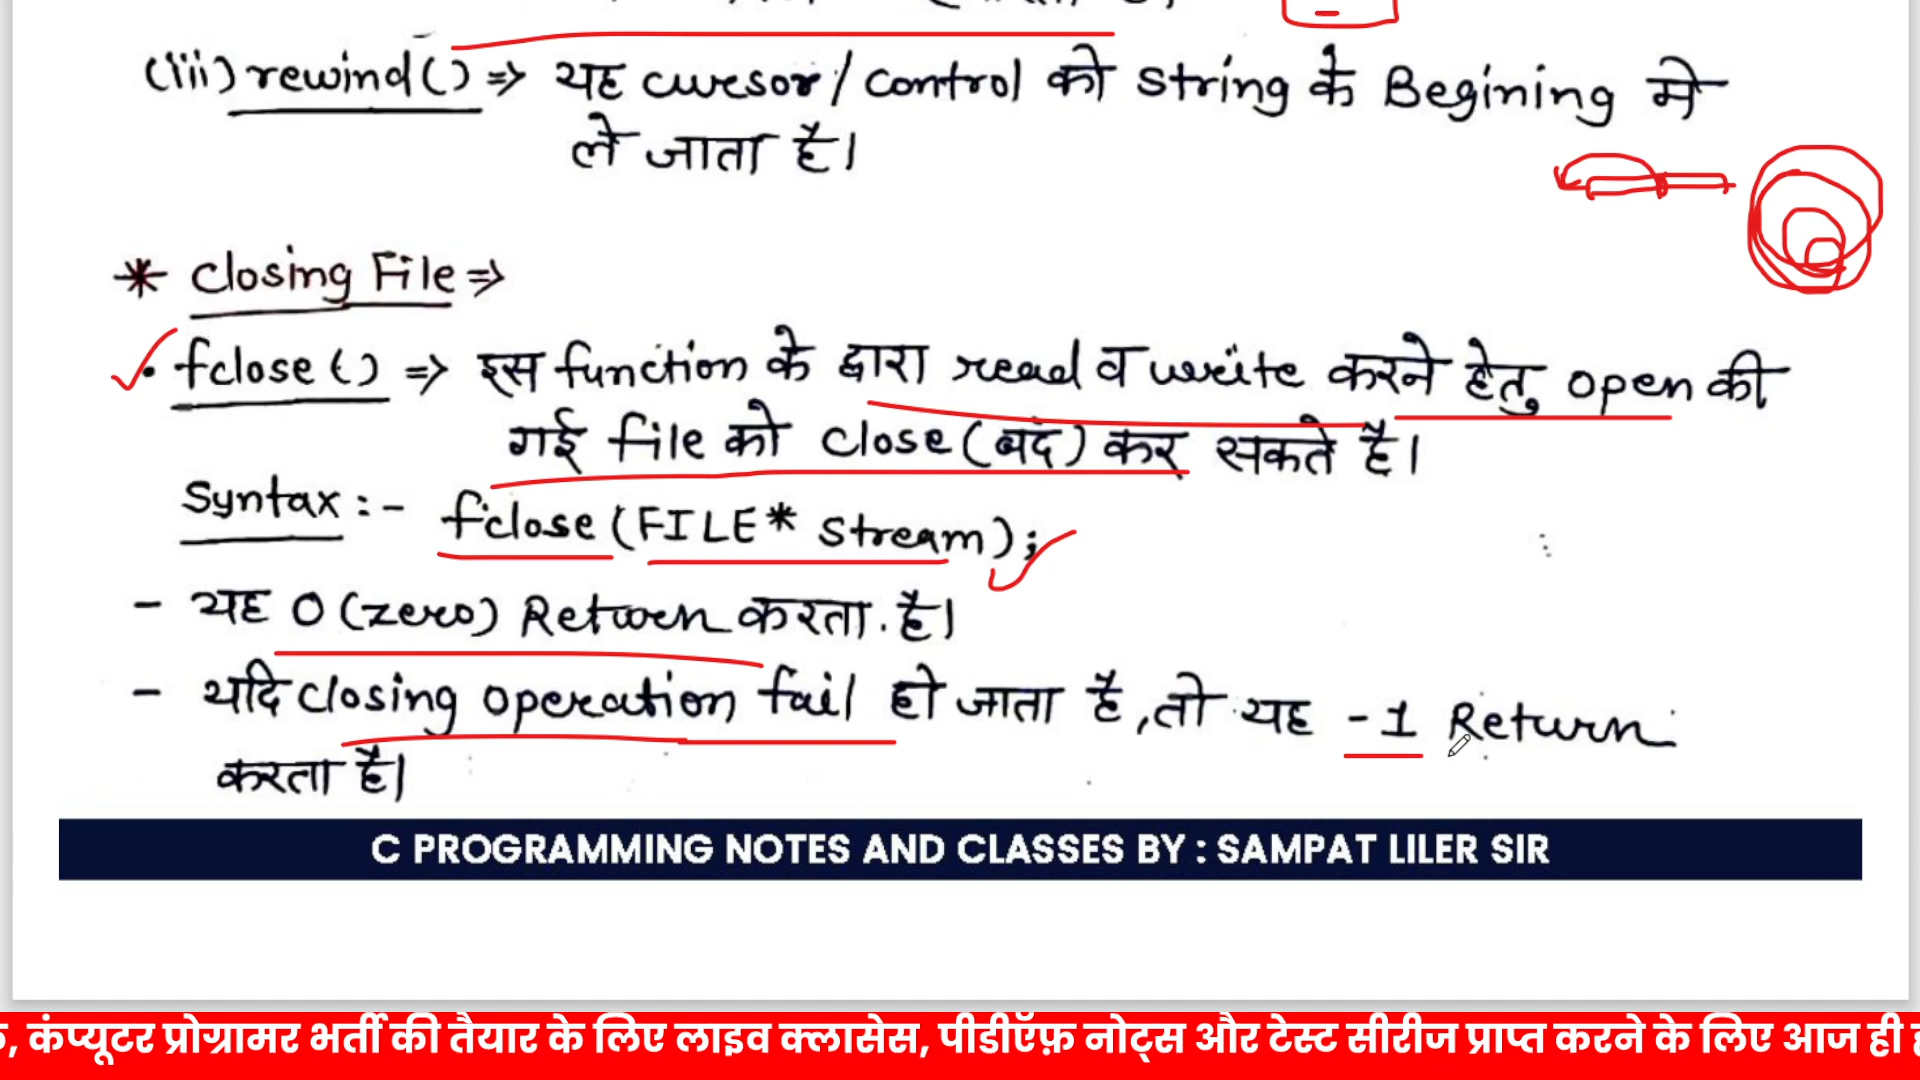 (iii) rewind() => यह cursor/control को string के Begining मे
ले जाता है।
* Closing File =>
• fclose() => इस function के द्वारा read व write करने हेतु open की
गई file को close (बंद) कर सकते है।
Syntax :- fclose (FILE* Stream);
- यह 0 (zero) Return करता है।
- यदि closing operation fail हो जाता है, तो यह -1 Return
करता है।
C PROGRAMMING NOTES AND CLASSES BY : SAMPAT LILER SIR
, कंप्यूटर प्रोग्रामर भर्ती की तैयार के लिए लाइव क्लासेस, पीडीऍफ़ नोट्स और टेस्ट सीरीज प्राप्त करने के लिए आज ही